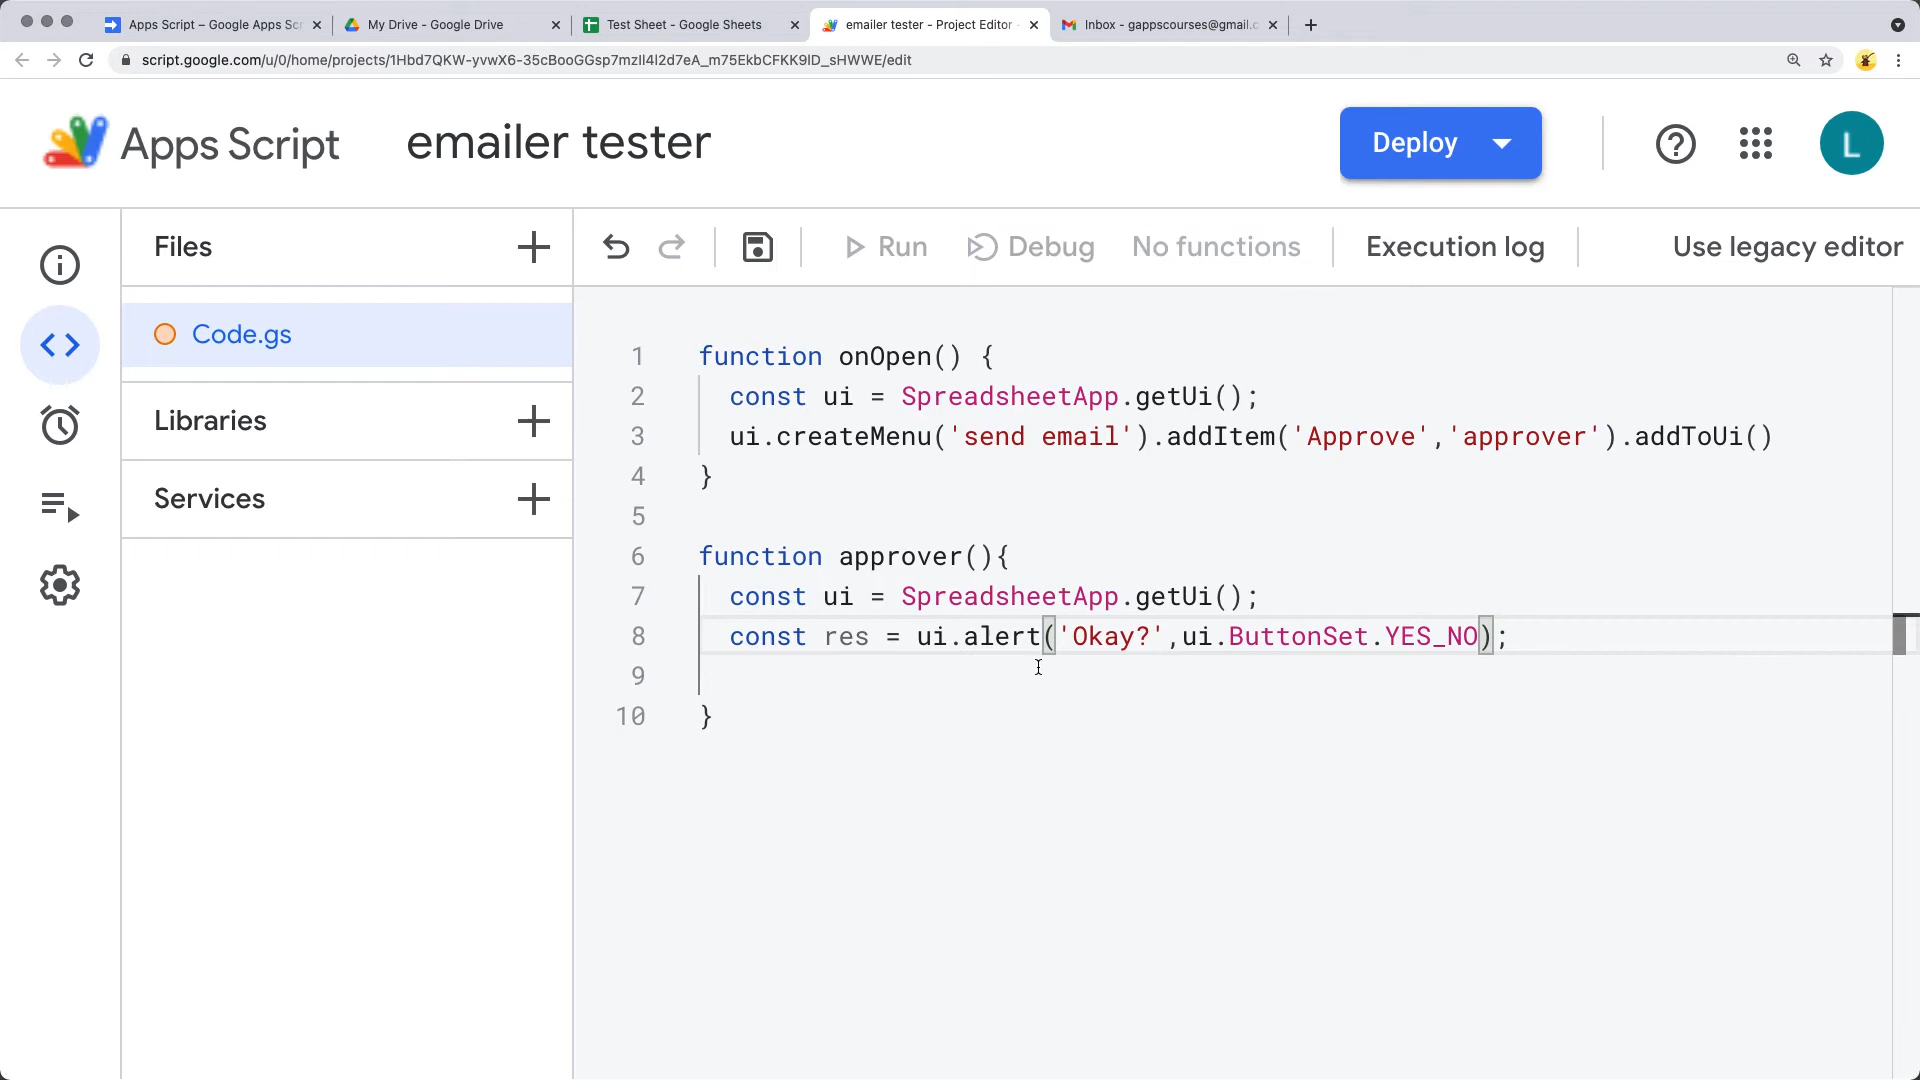 Apps Script – Google Apps Scr
My Drive - Google Drive
Test Sheet - Google Sheets
emailer tester - Project Editor -
Inbox - gappscourses@gmail.c
script.google.com/u/0/home/projects/1Hbd7QKW-yvwX6-35cBooGGsp7mzII4l2d7eA_m75EkbCFKK9ID_sHWWE/edit
Apps Script
emailer tester
Deploy
L
Files
Run
Debug
No functions
Execution log
Use legacy editor
Code.gs
Libraries
Services
1 function onOpen() {
2 const ui = SpreadsheetApp.getUi();
3 ui.createMenu('send email').addItem('Approve','approver').addToUi()
4 }
5
6 function approver(){
7 const ui = SpreadsheetApp.getUi();
8 const res = ui.alert('Okay?',ui.ButtonSet.YES_NO);
9
10 }